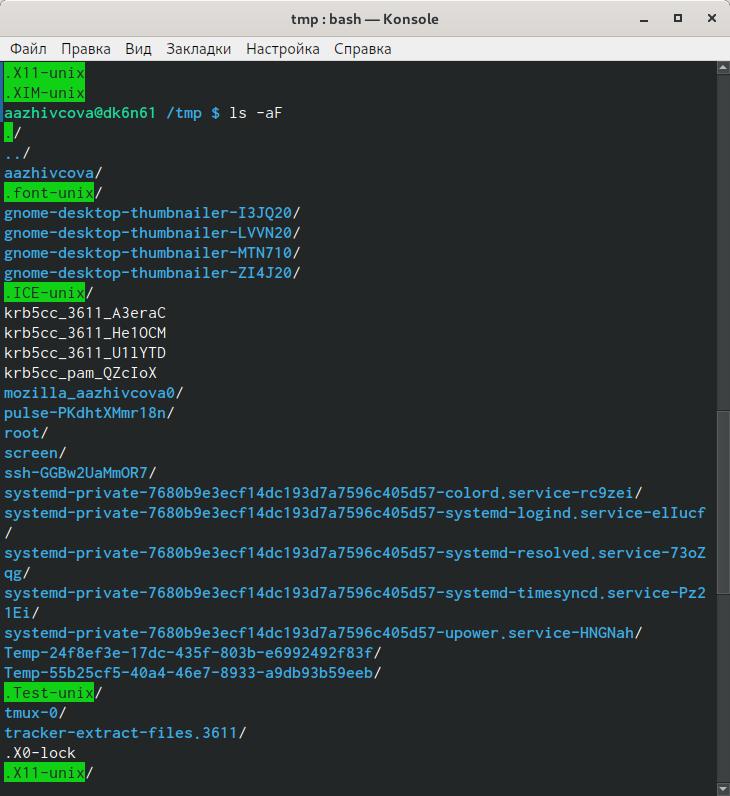 tmp : bash — Konsole
Файл Правка Вид Закладки Настройка Справка
.X11-unix
.XIM-unix
aazhivcova@dk6n61 /tmp $ ls -aF
./
../
aazhivcova/
.font-unix/
gnome-desktop-thumbnailer-I3JQ20/
gnome-desktop-thumbnailer-LVVN20/
gnome-desktop-thumbnailer-MTN710/
gnome-desktop-thumbnailer-ZI4J20/
.ICE-unix/
krb5cc_3611_A3eraC
krb5cc_3611_He1OCM
krb5cc_3611_U1lYTD
krb5cc_pam_QZcIoX
mozilla_aazhivcova0/
pulse-PKdhtXMmr18n/
root/
screen/
ssh-GGBw2UaMmOR7/
systemd-private-7680b9e3ecf14dc193d7a7596c405d57-colord.service-rc9zei/
systemd-private-7680b9e3ecf14dc193d7a7596c405d57-systemd-logind.service-elIucf
/
systemd-private-7680b9e3ecf14dc193d7a7596c405d57-systemd-resolved.service-73oZ
qg/
systemd-private-7680b9e3ecf14dc193d7a7596c405d57-systemd-timesyncd.service-Pz2
1Ei/
systemd-private-7680b9e3ecf14dc193d7a7596c405d57-upower.service-HNGNah/
Temp-24f8ef3e-17dc-435f-803b-e6992492f83f/
Temp-55b25cf5-40a4-46e7-8933-a9db93b59eeb/
.Test-unix/
tmux-0/
tracker-extract-files.3611/
.X0-lock
.X11-unix/